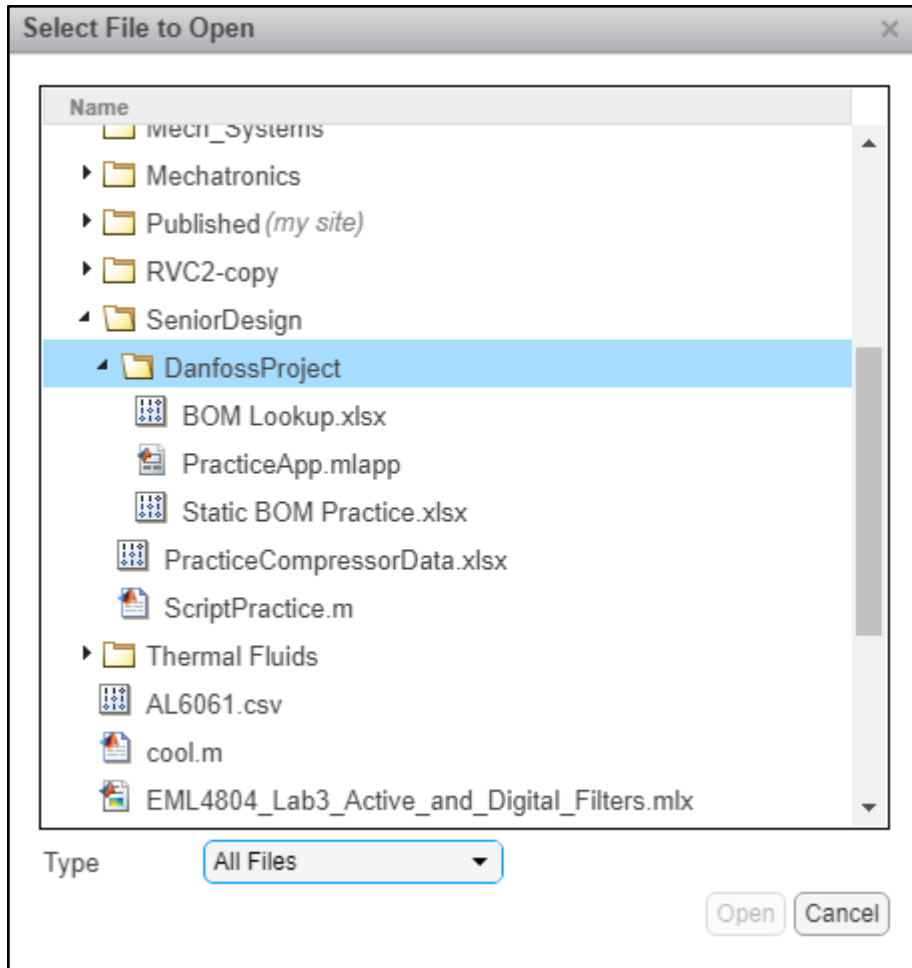 Select File to Open
Name
Mech_Systems
Mechatronics
Published (my site)
RVC2-copy
SeniorDesign
DanfossProject
BOM Lookup.xlsx
PracticeApp.mlapp
Static BOM Practice.xlsx
PracticeCompressorData.xlsx
ScriptPractice.m
Thermal Fluids
AL6061.csv
cool.m
EML4804_Lab3_Active_and_Digital_Filters.mlx
Type All Files
Open Cancel